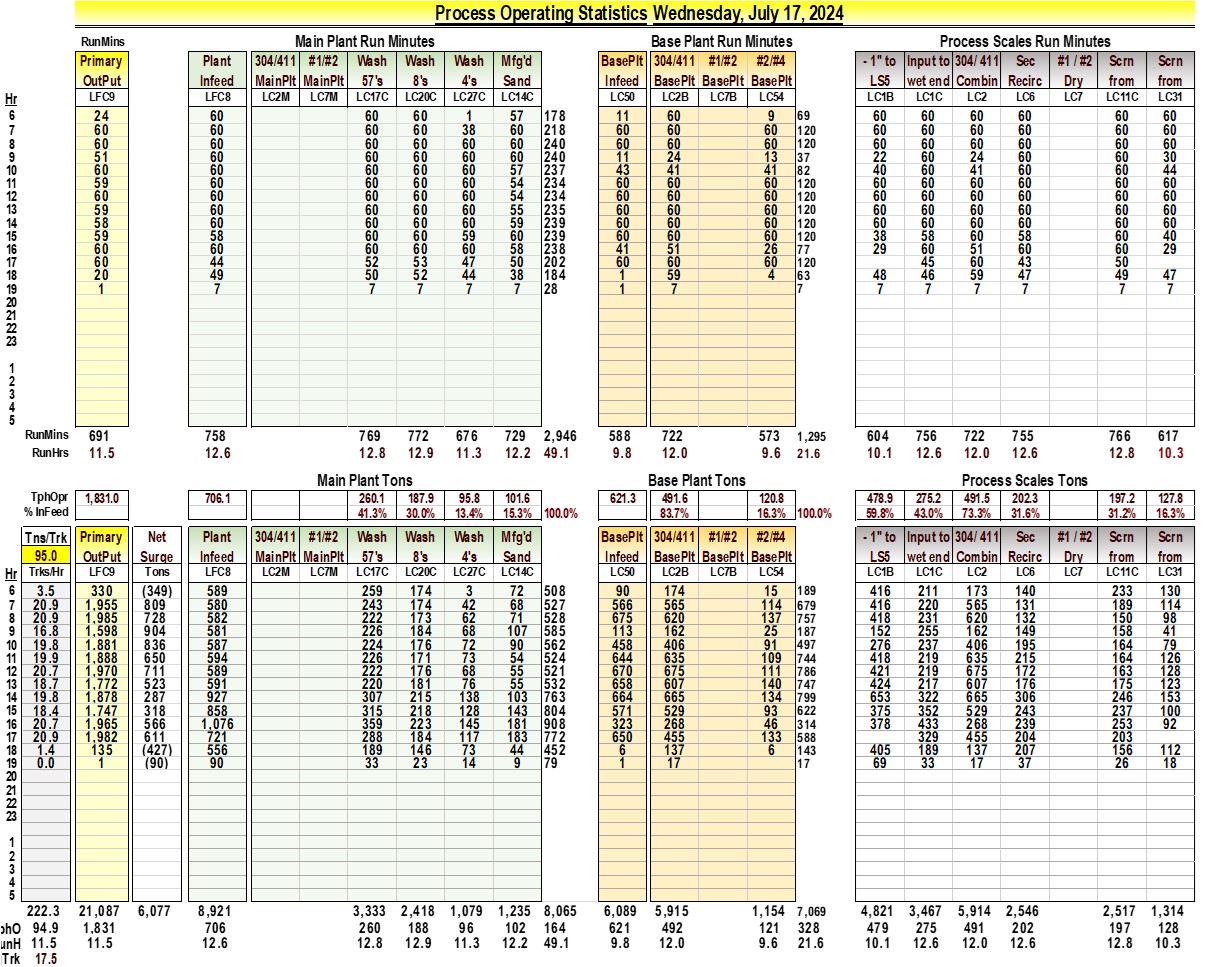 Process Operating Statistics Wednesday, July 17, 2024
RunMins Main Plant Run Minutes Base Plant Run Minutes Process Scales Run Minutes
Primary Plant 304/411 #1/#2 Wash Wash Wash Mfg'd BasePlt 304/411 #1/#2 #2/#4 - 1" to Input to 304/ 411 Sec #1 / #2 Scrn Scrn
OutPut Infeed MainPlt MainPlt 57's 8's 4's Sand Infeed BasePlt BasePlt BasePlt LS5 wet end Combin Recirc Dry from from
Hr LFC9 LFC8 LC2M LC7M LC17C LC20C LC27C LC14C LC50 LC2B LC7B LC54 LC1B LC1C LC2 LC6 LC7 LC11C LC31
6 24 60 60 60 1 57 178 11 60 9 69 60 60 60 60 60 60
7 60 60 60 60 38 60 218 60 60 60 120 60 60 60 60 60 60
8 60 60 60 60 60 60 240 60 60 60 120 60 60 60 60 60 60
9 51 60 60 60 60 60 240 11 24 13 37 22 60 24 60 60 30
10 60 60 60 60 60 57 237 43 41 41 82 40 60 41 60 60 44
11 59 60 60 60 60 54 234 60 60 60 120 60 60 60 60 60 60
12 60 60 60 60 60 54 234 60 60 60 120 60 60 60 60 60 60
13 59 60 60 60 60 55 235 60 60 60 120 60 60 60 60 60 60
14 58 60 60 60 60 59 239 60 60 60 120 60 60 60 60 60 60
15 59 58 60 60 59 60 239 60 60 60 120 38 58 60 58 60 40
16 60 60 60 60 60 58 238 41 51 26 77 29 60 51 60 60 29
17 60 44 52 53 47 50 202 60 60 60 120 45 60 43 50
18 20 49 50 52 44 38 184 1 59 4 63 48 46 59 47 49 47
19 1 7 7 7 7 7 28 1 7 7 7 7 7 7 7 7
20
21
22
23
1
2
3
4
5
RunMins 691 758 769 772 676 729 2,946 588 722 573 1,295 604 756 722 755 766 617
RunHrs 11.5 12.6 12.8 12.9 11.3 12.2 49.1 9.8 12.0 9.6 21.6 10.1 12.6 12.0 12.6 12.8 10.3
Main Plant Tons Base Plant Tons Process Scales Tons
TphOpr 1,831.0 706.1 260.1 187.9 95.8 101.6 621.3 491.6 120.8 478.9 275.2 491.5 202.3 197.2 127.8
% InFeed 41.3% 30.0% 13.4% 15.3% 100.0% 83.7% 16.3% 100.0% 59.8% 43.0% 73.3% 31.6% 31.2% 16.3%
Tns/Trk Primary Net Plant 304/411 #1/#2 Wash Wash Wash Mfg'd BasePlt 304/411 #1/#2 #2/#4 - 1" to Input to 304/ 411 Sec #1 / #2 Scrn Scrn
95.0 OutPut Surge Infeed MainPlt MainPlt 57's 8's 4's Sand Infeed BasePlt BasePlt BasePlt LS5 wet end Combin Recirc Dry from from
Hr Trks/Hr LFC9 Tons LFC8 LC2M LC7M LC17C LC20C LC27C LC14C LC50 LC2B LC7B LC54 LC1B LC1C LC2 LC6 LC7 LC11C LC31
6 3.5 330 (349) 589 259 174 3 72 508 90 174 15 189 416 211 173 140 233 130
7 20.9 1,955 809 580 243 174 42 68 527 566 565 114 679 416 220 565 131 189 114
8 20.9 1,985 728 582 222 173 62 71 528 675 620 137 757 418 231 620 132 150 98
9 16.8 1,598 904 581 226 184 68 107 585 113 162 25 187 152 255 162 149 158 41
10 19.8 1,881 836 587 224 176 72 90 562 458 406 91 497 276 237 406 195 164 79
11 19.9 1,888 650 594 226 171 73 54 524 644 635 109 744 418 219 635 215 164 126
12 20.7 1,970 711 589 222 176 68 55 521 670 675 111 786 421 219 675 172 163 128
13 18.7 1,772 523 591 220 181 76 55 532 658 607 140 747 424 217 607 176 175 123
14 19.8 1,878 287 927 307 215 138 103 763 664 665 134 799 653 322 665 306 246 153
15 18.4 1,747 318 858 315 218 128 143 804 571 529 93 622 375 352 529 243 237 100
16 20.7 1,965 566 1,076 359 223 145 181 908 323 268 46 314 378 433 268 239 253 92
17 20.9 1,982 611 721 288 184 117 183 772 650 455 133 588 329 455 204 203
18 1.4 135 (427) 556 189 146 73 44 452 6 137 6 143 405 189 137 207 156 112
19 0.0 1 (90) 90 33 23 14 9 79 1 17 17 69 33 17 37 26 18
20
21
22
23
1
2
3
4
5
222.3 21,087 6,077 8,921 3,333 2,418 1,079 1,235 8,065 6,089 5,915 1,154 7,069 4,821 3,467 5,914 2,546 2,517 1,314
phO 94.9 1,831 706 260 188 96 102 164 621 492 121 328 479 275 491 202 197 128
unH 11.5 11.5 12.6 12.8 12.9 11.3 12.2 49.1 9.8 12.0 9.6 21.6 10.1 12.6 12.0 12.6 12.8 10.3
Trk 17.5